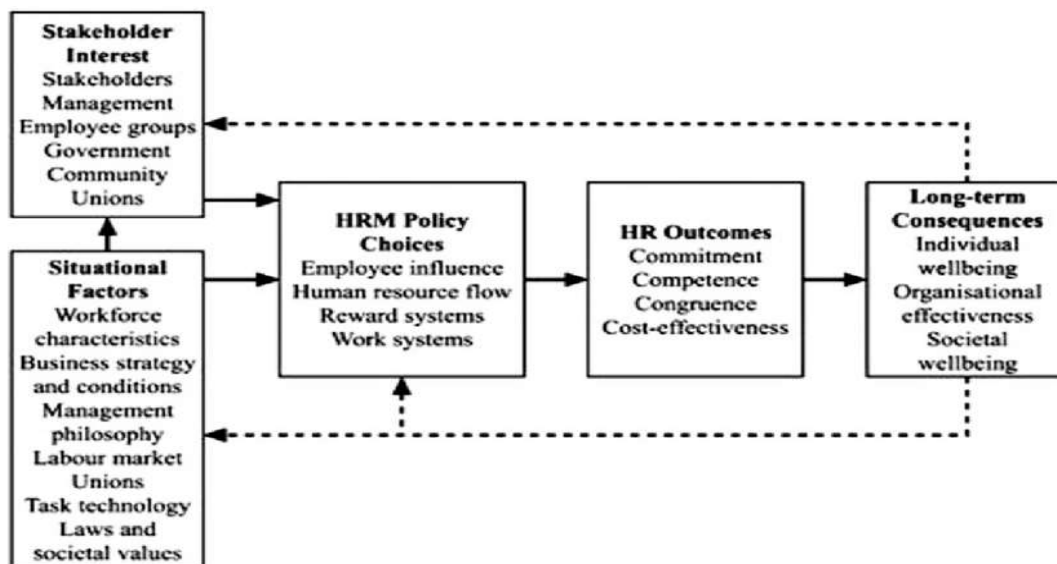 Stakeholder
Interest
Stakeholders
Management
Employee groups
Government
Community
Unions
Situational
Factors
Workforce
characteristics
Business strategy
and conditions
Management
philosophy
Labour market
Unions
Task technology
Laws and
societal values
HRM Policy
Choices
Employee influence
Human resource flow
Reward systems
Work systems
HR Outcomes
Commitment
Competence
Congruence
Cost-effectiveness
Long-term
Consequences
Individual
wellbeing
Organisational
effectiveness
Societal
wellbeing